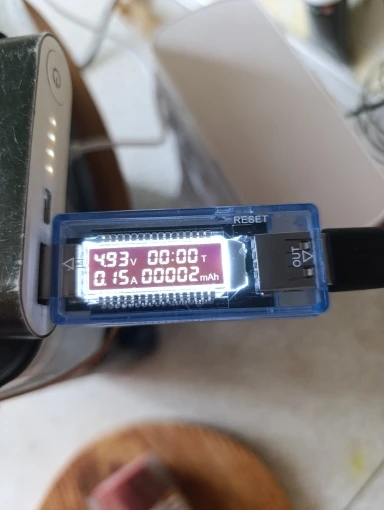 RESET
4.93V 00:00T
0.15A 00002mAh
OUT